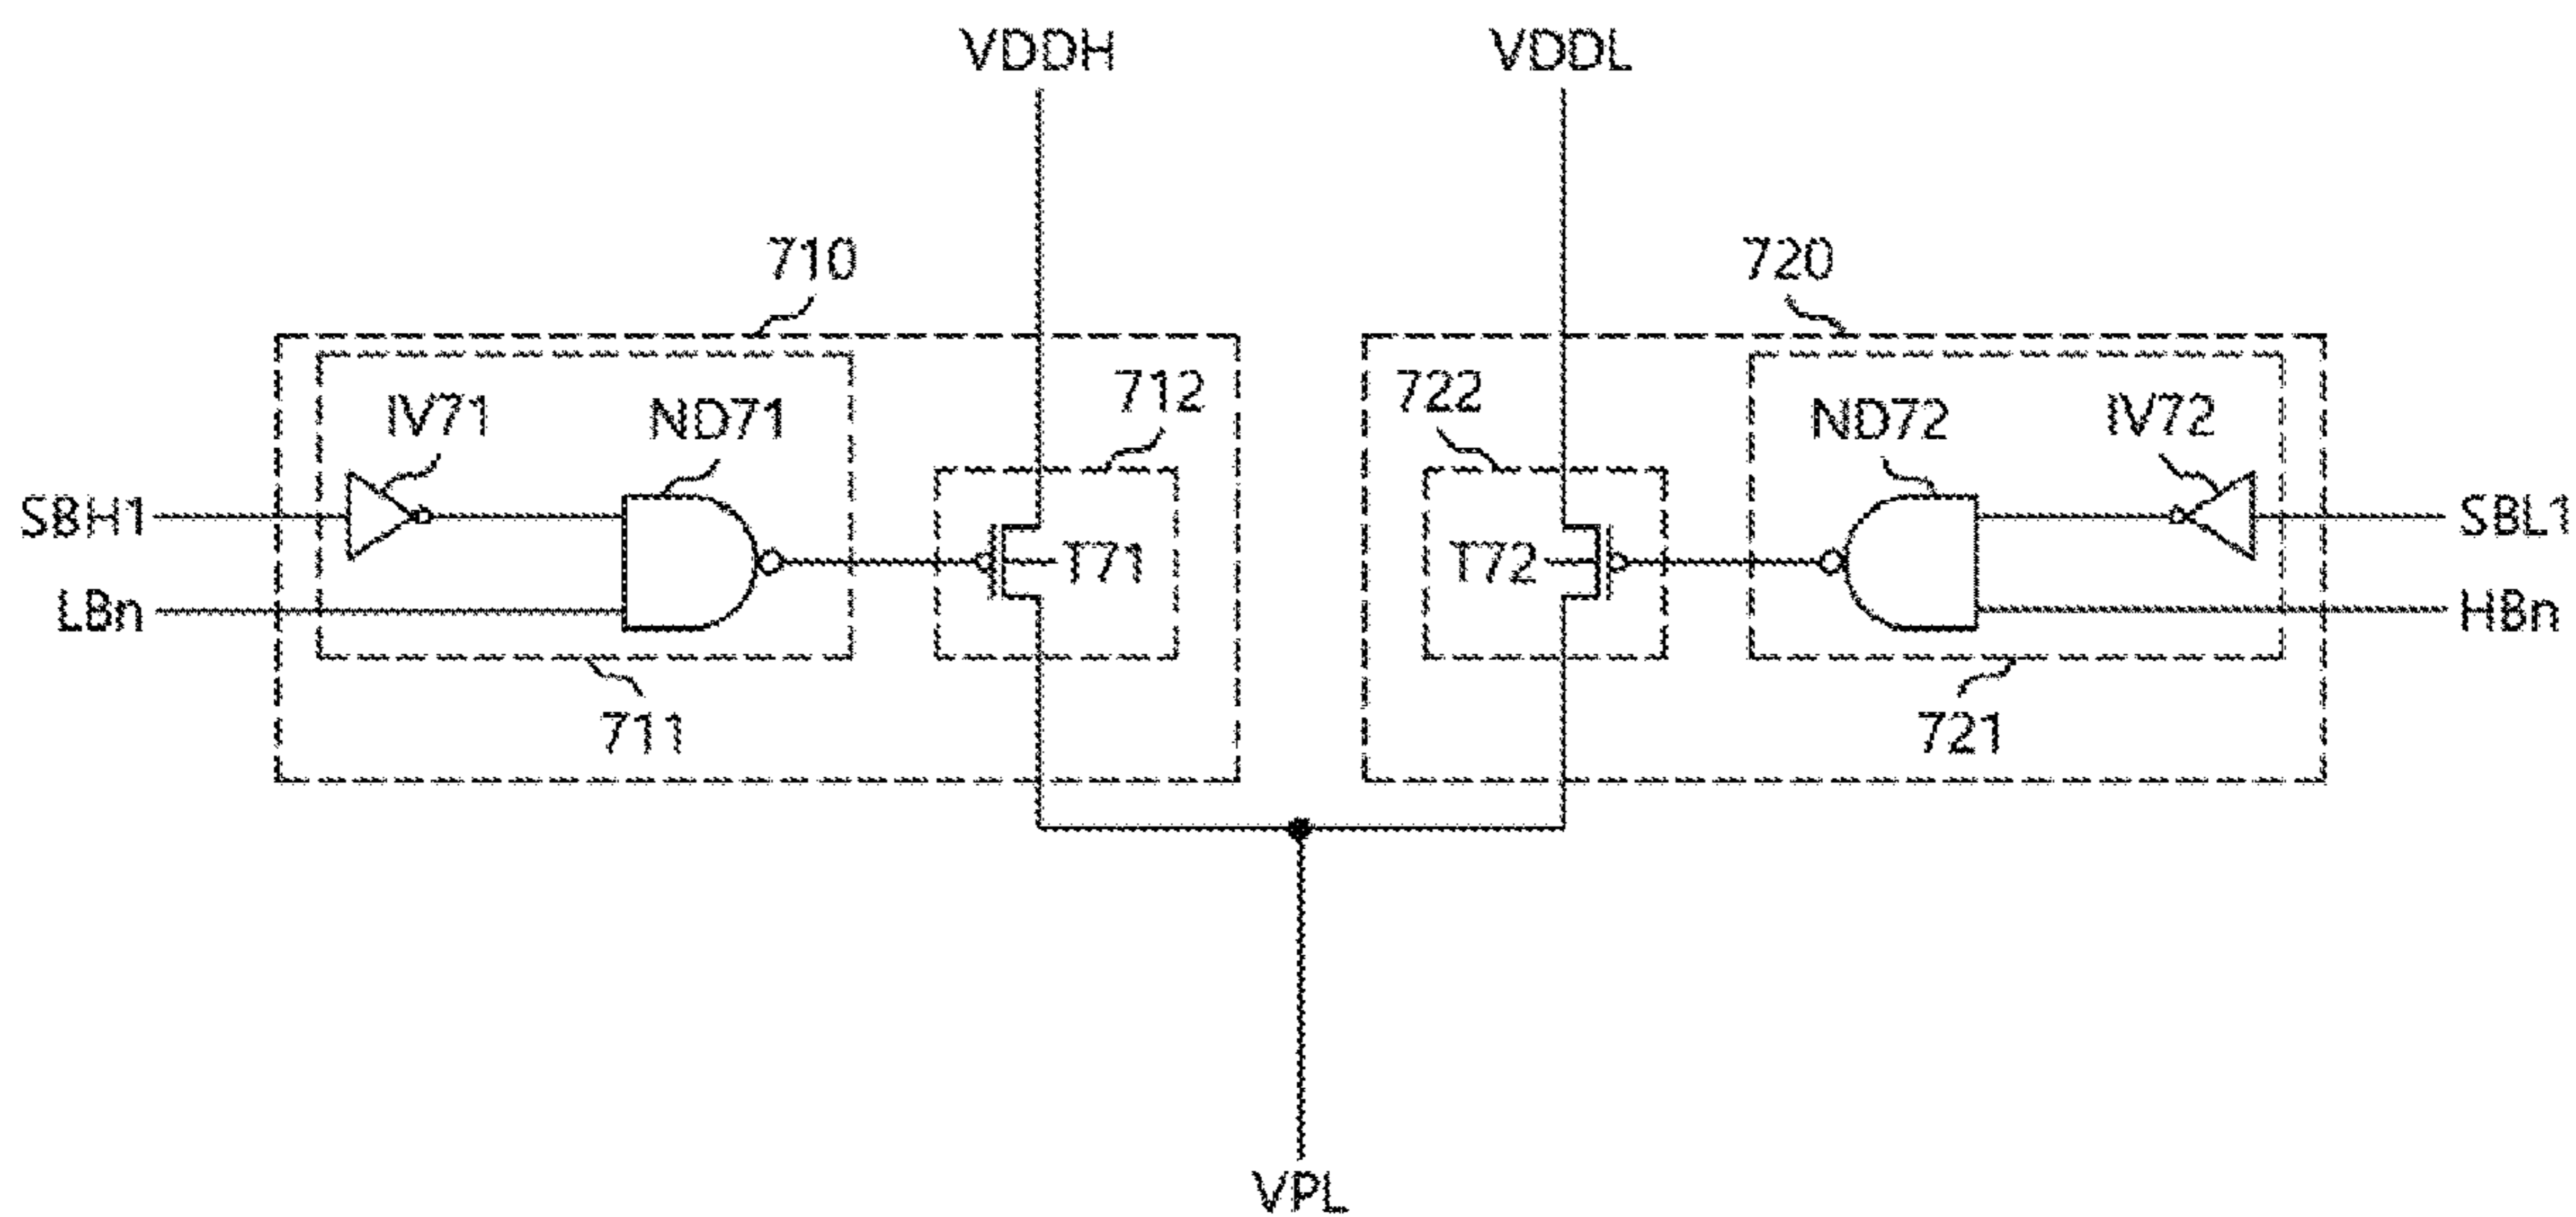 VDDH VDDL
710 720
712 722
IV71 ND71 ND72 IV72
SBH1 SBL1
T71 T72
LBn HBn
711 721
VPL